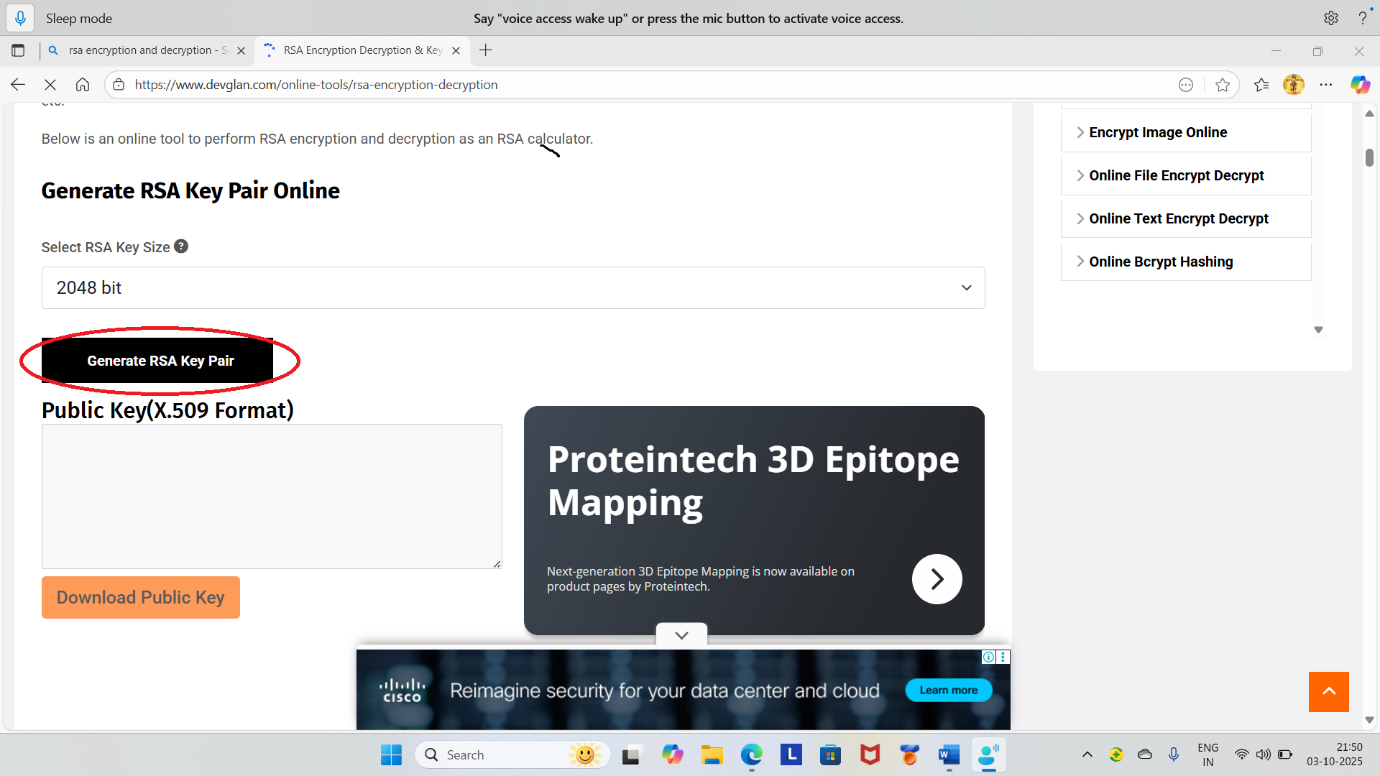 Sleep mode
Say "voice access wake up" or press the mic button to activate voice access.
rsa encryption and decryption - S
RSA Encryption Decryption & Key
https://www.devglan.com/online-tools/rsa-encryption-decryption
etc.
Below is an online tool to perform RSA encryption and decryption as an RSA calculator.
Generate RSA Key Pair Online
Select RSA Key Size ?
2048 bit
Generate RSA Key Pair
Public Key(X.509 Format)
Download Public Key
Proteintech 3D Epitope
Mapping
Next-generation 3D Epitope Mapping is now available on
product pages by Proteintech.
Encrypt Image Online
Online File Encrypt Decrypt
Online Text Encrypt Decrypt
Online Bcrypt Hashing
CISCO
Reimagine security for your data center and cloud
Learn more
Search
L
W
ENG
IN
21:50
03-10-2025